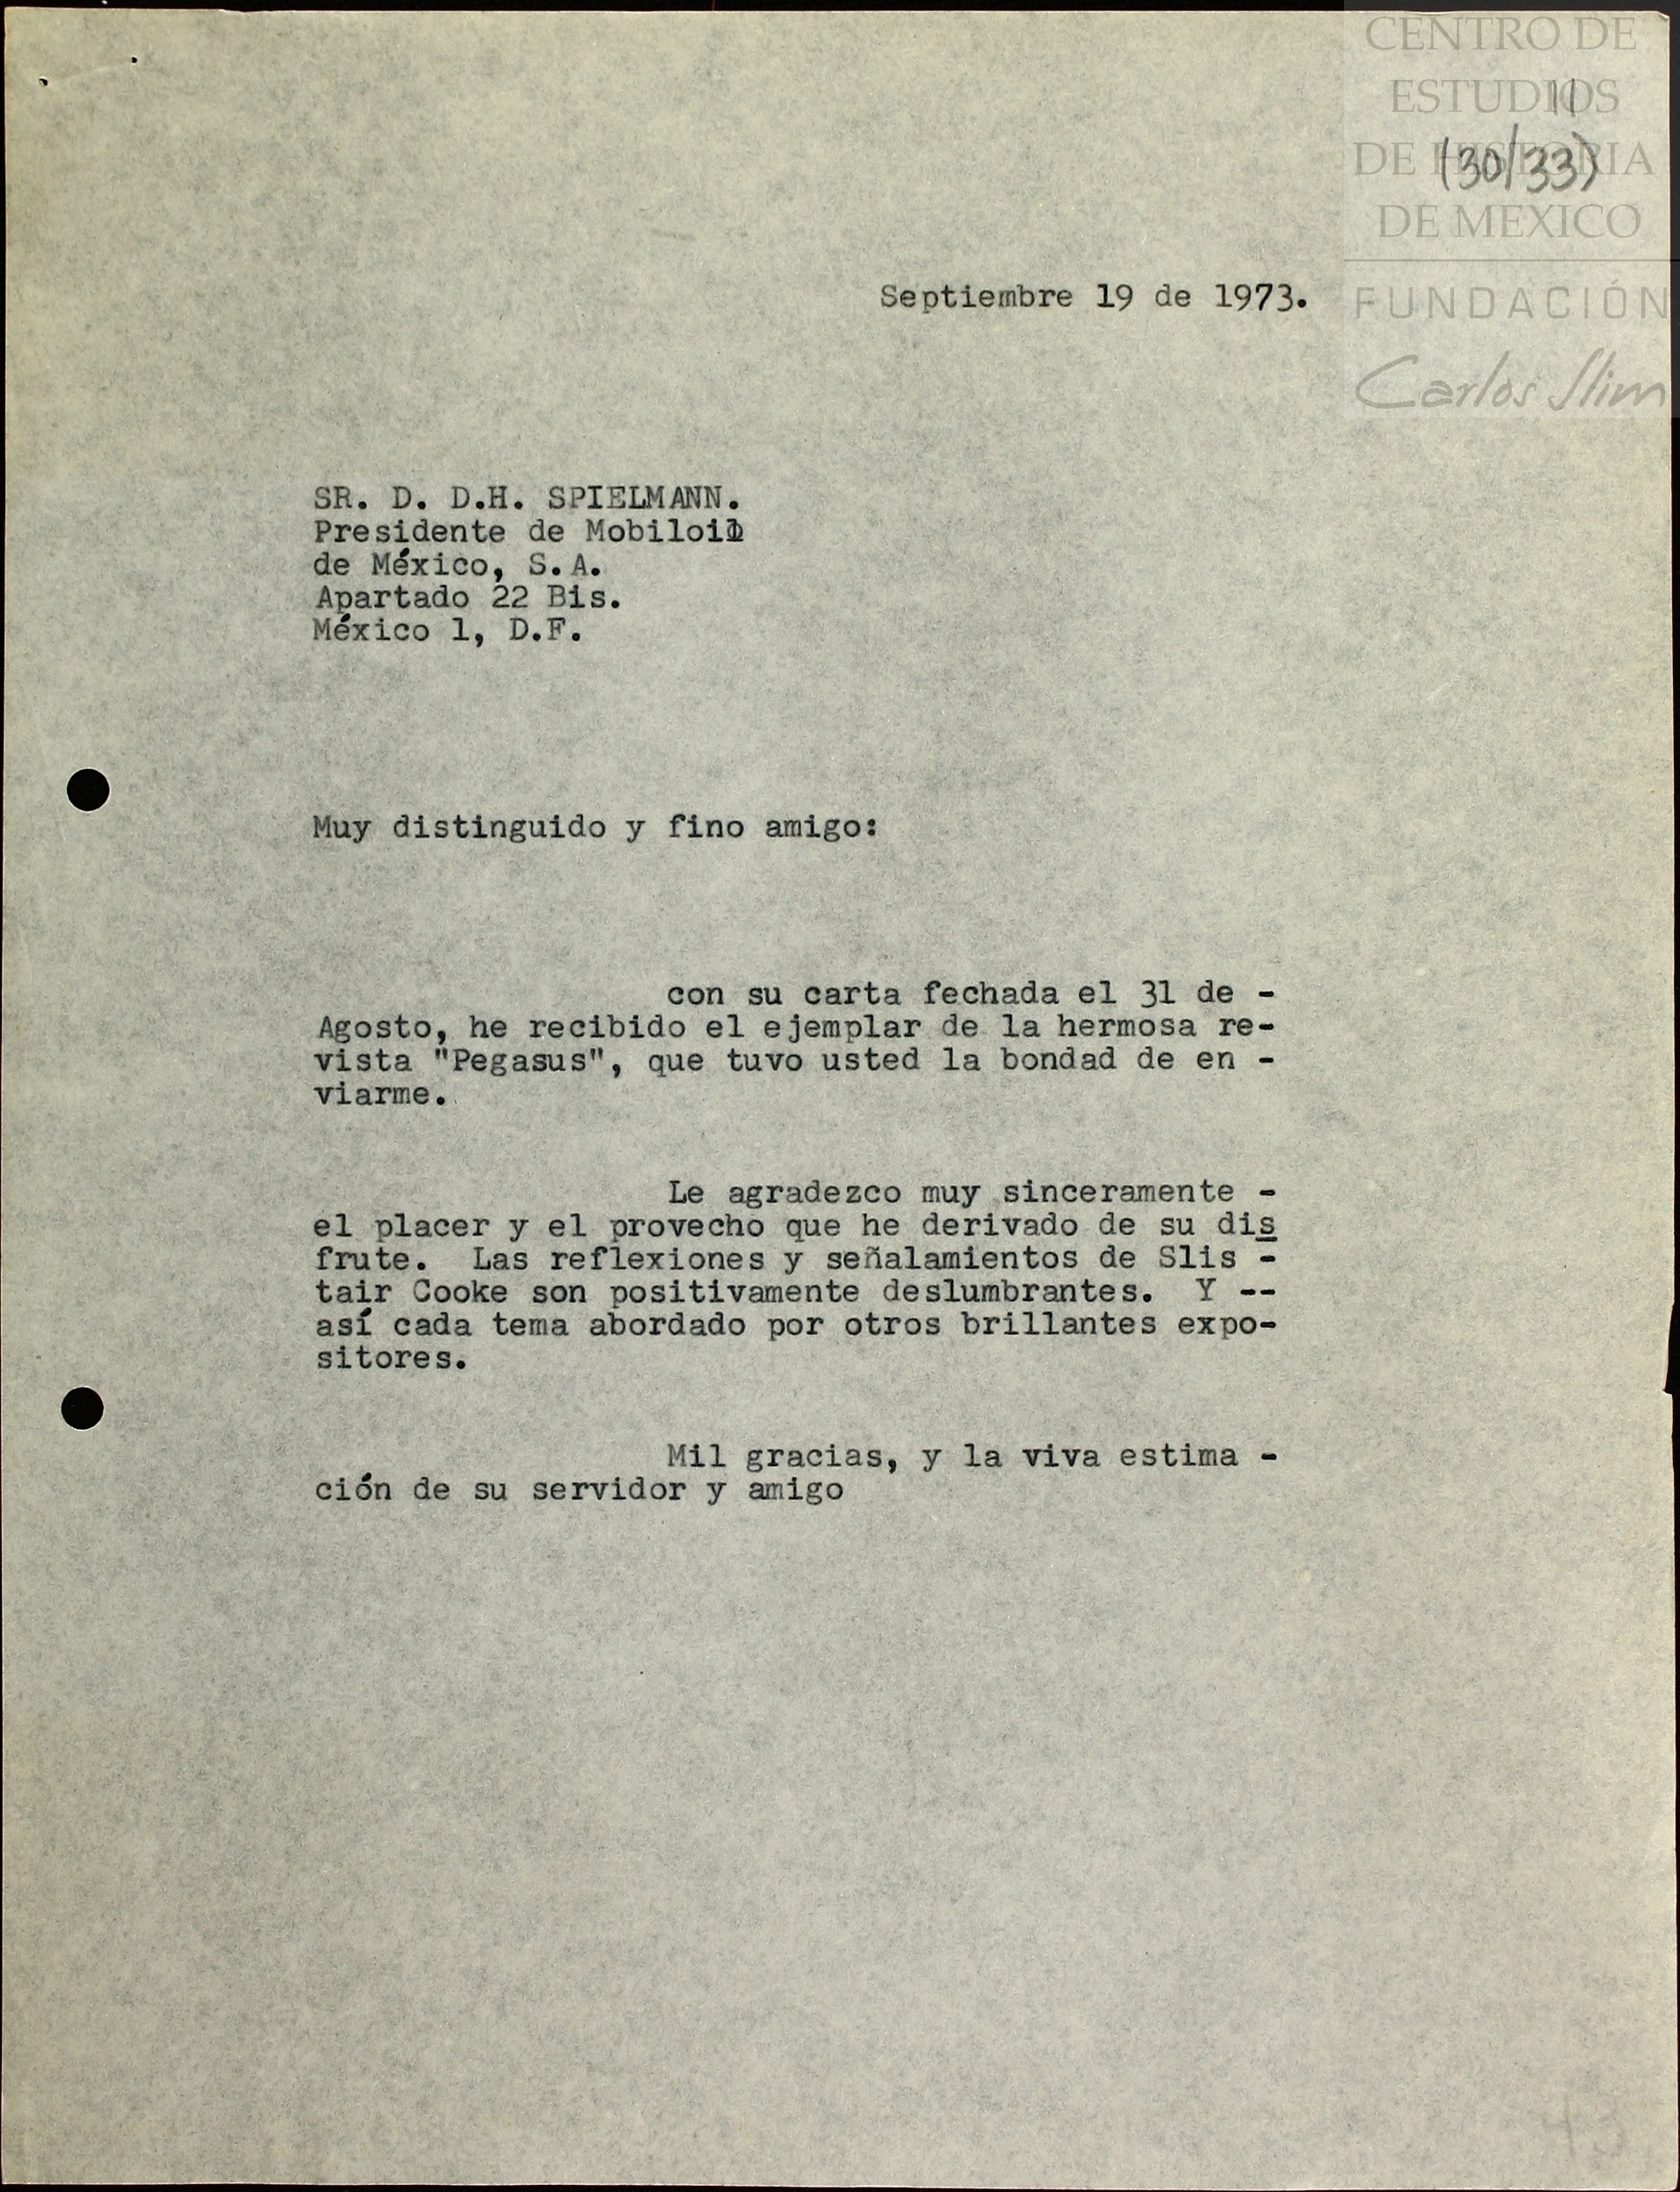 CENTRO DE
ESTUDIOS
11
DE HISTORIA
(30/33)
DE MEXICO
FUNDACIÓN
Carlos Slim
Septiembre 19 de 1973.
SR. D. D.H. SPIELMANN.
Presidente de Mobiloil
de México, S.A.
Apartado 22 Bis.
México 1, D.F.
Muy distinguido y fino amigo:
con su carta fechada el 31 de -
Agosto, he recibido el ejemplar de la hermosa re-
vista "Pegasus", que tuvo usted la bondad de en -
viarme.
Le agradezco muy sinceramente -
el placer y el provecho que he derivado de su dis
frute. Las reflexiones y señalamientos de Slis -
tair Cooke son positivamente deslumbrantes. Y --
así cada tema abordado por otros brillantes expo-
sitores.
Mil gracias, y la viva estima -
ción de su servidor y amigo